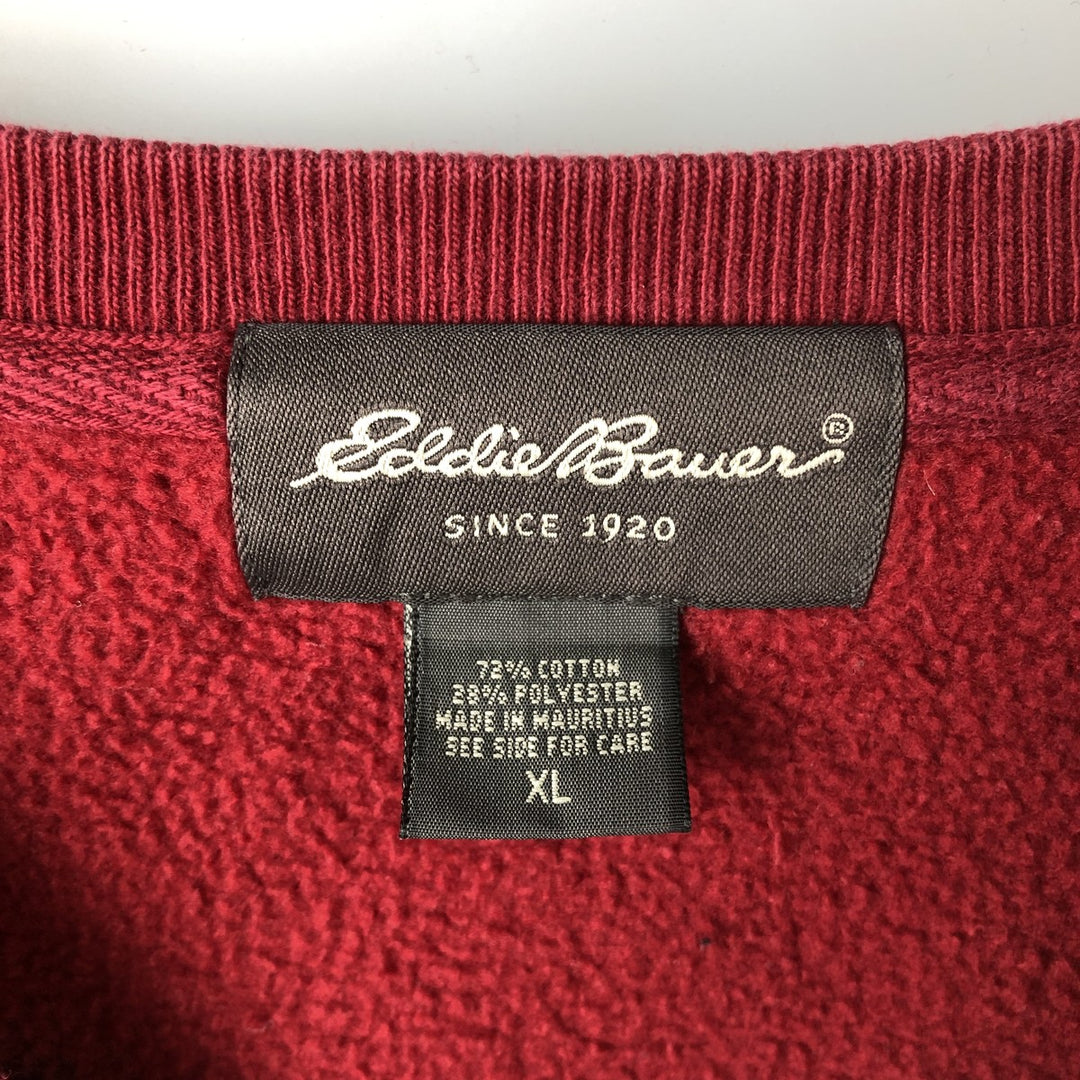 Eddie Bauer®
SINCE 1920
72% COTTON
28% POLYESTER
MADE IN MAURITIUS
SEE SIDE FOR CARE
XL